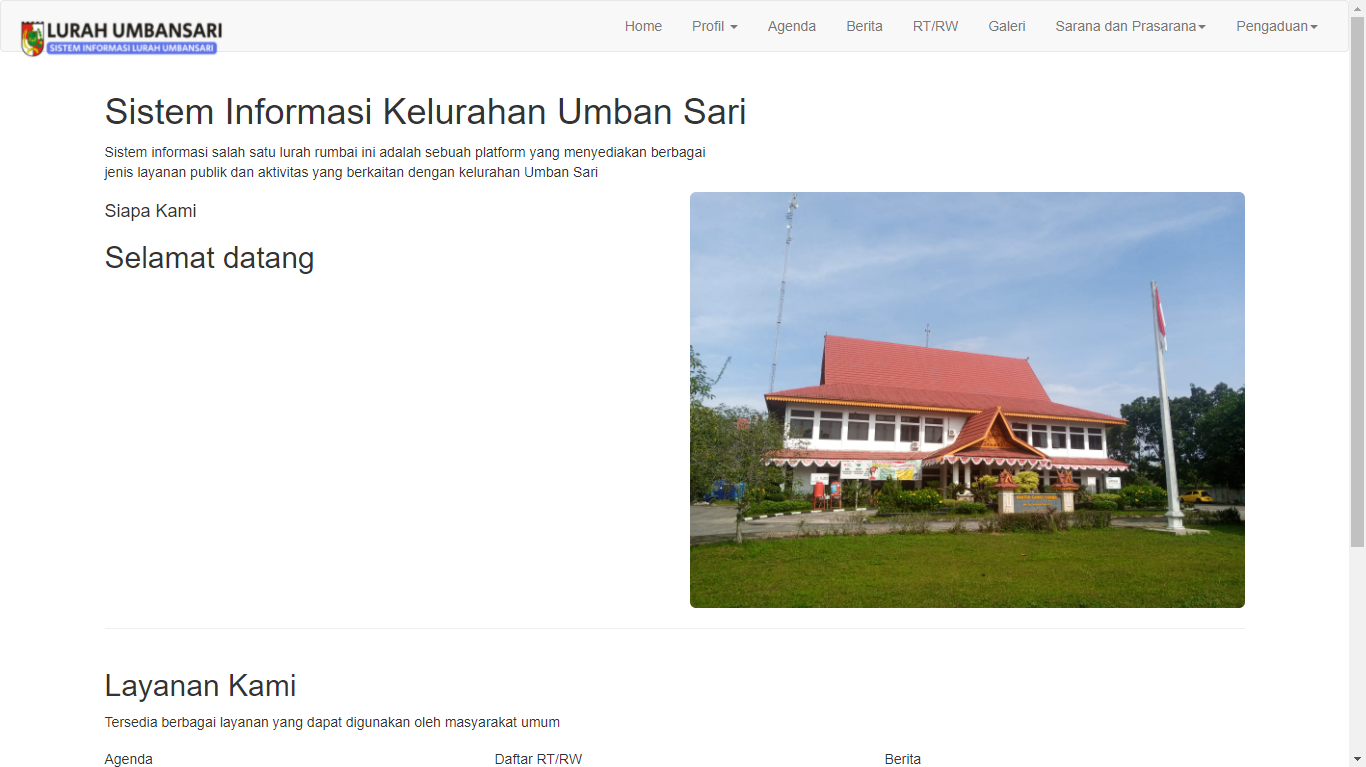 LURAH UMBANSARI
SISTEM INFORMASI LURAH UMBANSARI
Home Profil Agenda Berita RT/RW Galeri Sarana dan Prasarana Pengaduan
Sistem Informasi Kelurahan Umban Sari
Sistem informasi salah satu lurah rumbai ini adalah sebuah platform yang menyediakan berbagai
jenis layanan publik dan aktivitas yang berkaitan dengan kelurahan Umban Sari
Siapa Kami
Selamat datang
Layanan Kami
Tersedia berbagai layanan yang dapat digunakan oleh masyarakat umum
Agenda Daftar RT/RW Berita